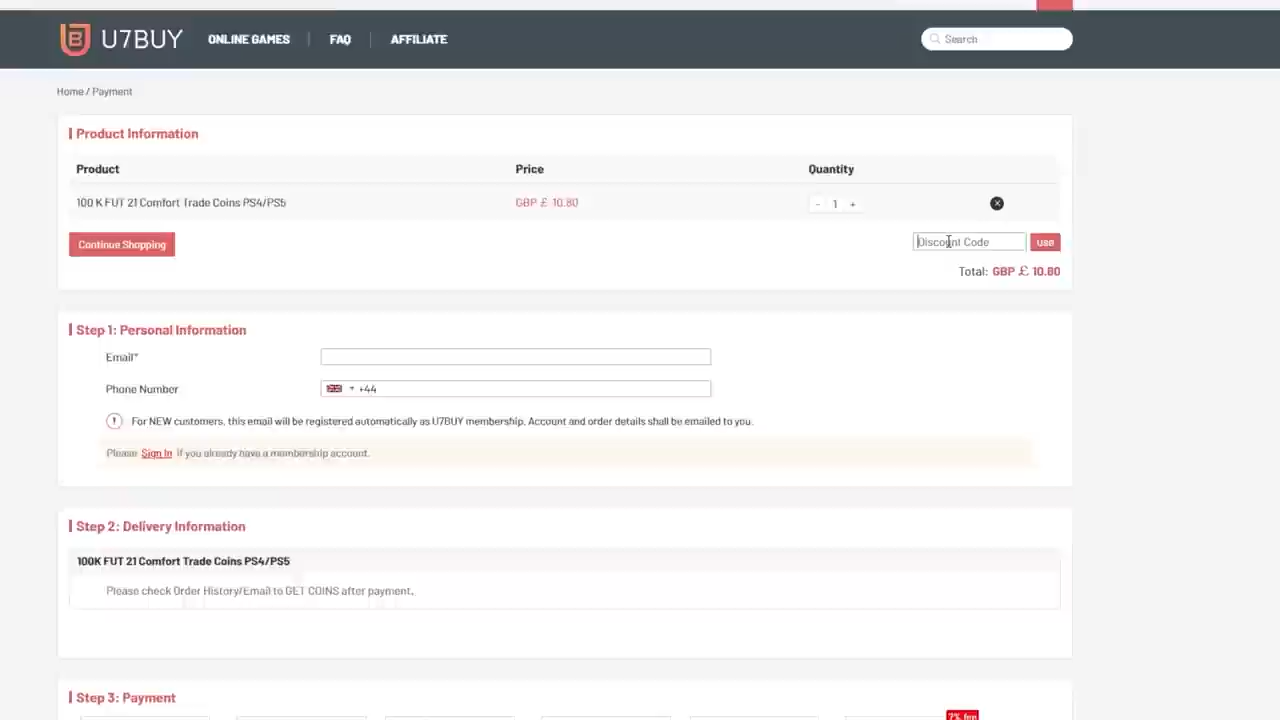 U7BUY ONLINE GAMES FAQ AFFILIATE Search
Home / Payment
Product Information
Product Price Quantity
100 K FUT 21 Comfort Trade Coins PS4/PS5 GBP £ 10.80 - 1 +
Continue Shopping Discount Code use
Total: GBP £ 10.80
Step 1: Personal Information
Email*
Phone Number +44
For NEW customers, this email will be registered automatically as U7BUY membership. Account and order details shall be emailed to you.
Please Sign In if you already have a membership account.
Step 2: Delivery Information
100K FUT 21 Comfort Trade Coins PS4/PS5
Please check Order History/Email to GET COINS after payment.
Step 3: Payment